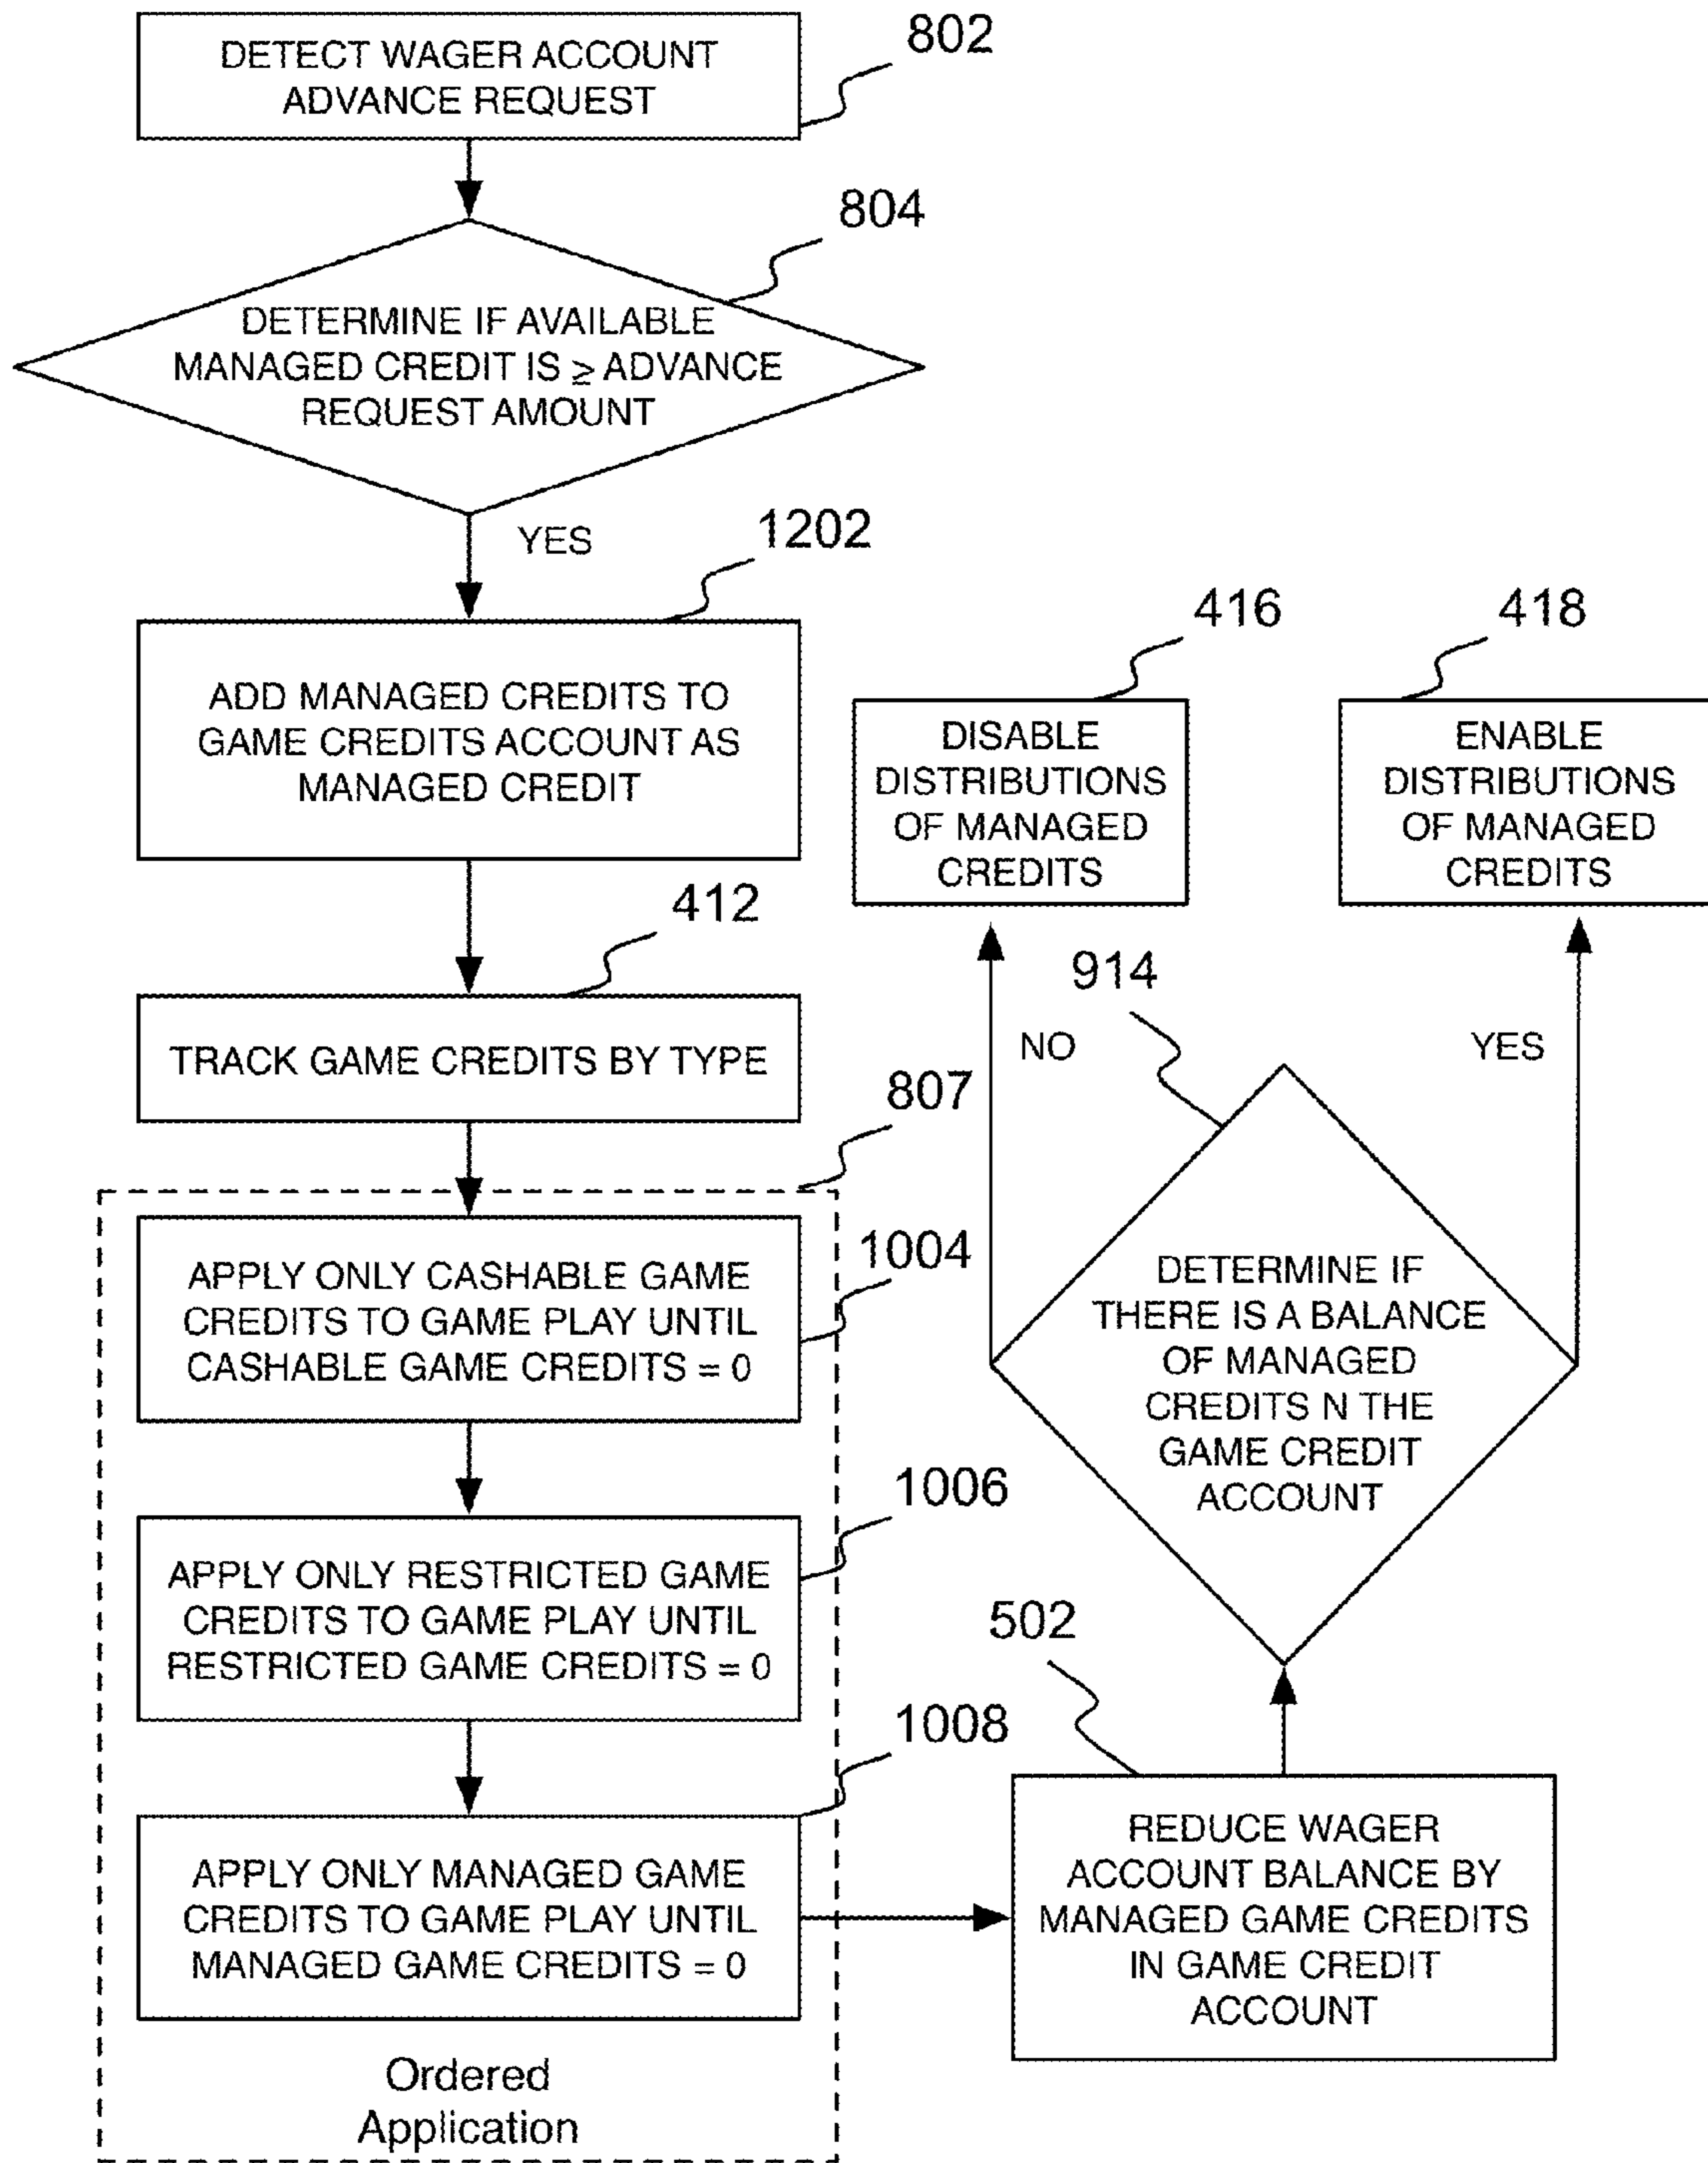 802
DETECT WAGER ACCOUNT
ADVANCE REQUEST
804
DETERMINE IF AVAILABLE
MANAGED CREDIT IS ≥ ADVANCE
REQUEST AMOUNT
YES
1202
ADD MANAGED CREDITS TO
GAME CREDITS ACCOUNT AS
MANAGED CREDIT
412
TRACK GAME CREDITS BY TYPE
807
1004
APPLY ONLY CASHABLE GAME
CREDITS TO GAME PLAY UNTIL
CASHABLE GAME CREDITS = 0
1006
APPLY ONLY RESTRICTED GAME
CREDITS TO GAME PLAY UNTIL
RESTRICTED GAME CREDITS = 0
1008
APPLY ONLY MANAGED GAME
CREDITS TO GAME PLAY UNTIL
MANAGED GAME CREDITS = 0
Ordered
Application
502
REDUCE WAGER
ACCOUNT BALANCE BY
MANAGED GAME CREDITS
IN GAME CREDIT
ACCOUNT
914
DETERMINE IF
THERE IS A BALANCE
OF MANAGED
CREDITS N THE
GAME CREDIT
ACCOUNT
NO
YES
416
DISABLE
DISTRIBUTIONS
OF MANAGED
CREDITS
418
ENABLE
DISTRIBUTIONS
OF MANAGED
CREDITS